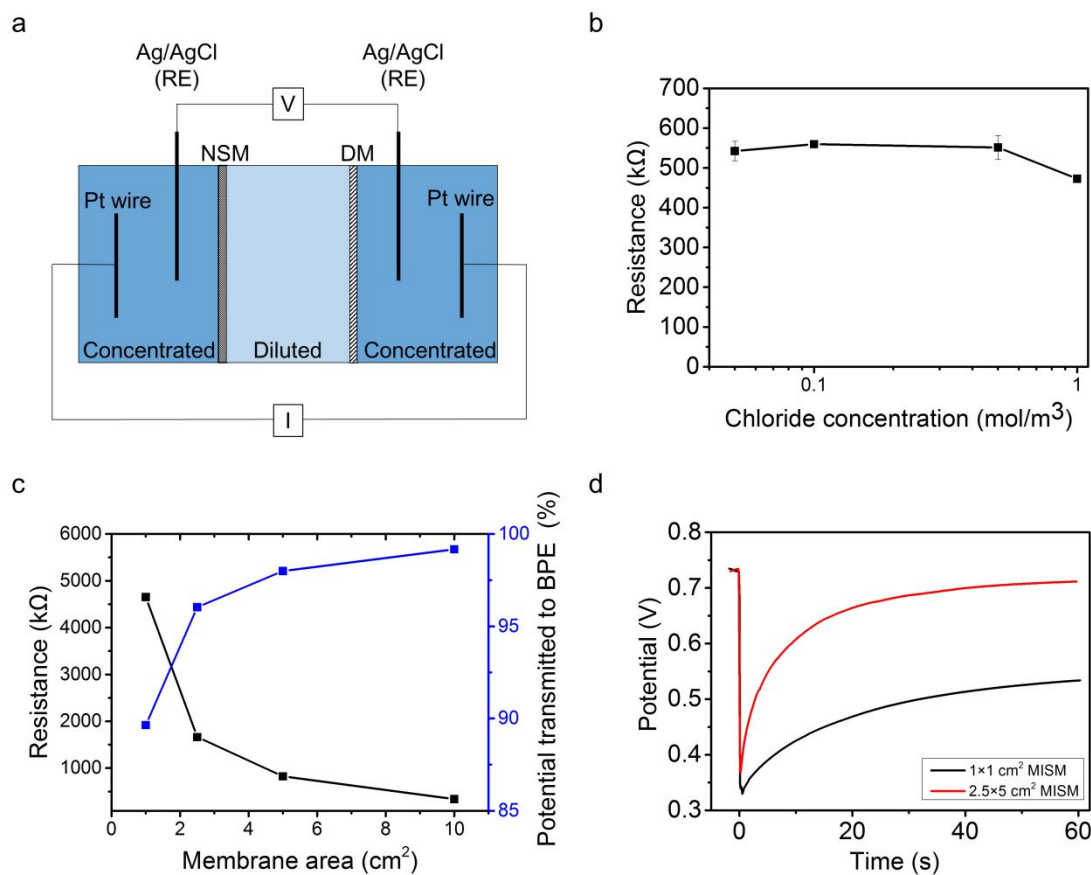 a
Ag/AgCl
(RE)
Ag/AgCl
(RE)
V
NSM
DM
Pt wire
Pt wire
Concentrated
Diluted
Concentrated
I
b
700
600
500
400
300
200
100
0
Resistance (kΩ)
0.1
1
Chloride concentration (mol/m³)
c
6000
5000
4000
3000
2000
1000
Resistance (kΩ)
100
95
90
85
Potential transmitted to BPE (%)
0
2
4
6
8
10
Membrane area (cm²)
d
0.8
0.7
0.6
0.5
0.4
0.3
Potential (V)
1×1 cm² MISM
2.5×5 cm² MISM
0
20
40
60
Time (s)